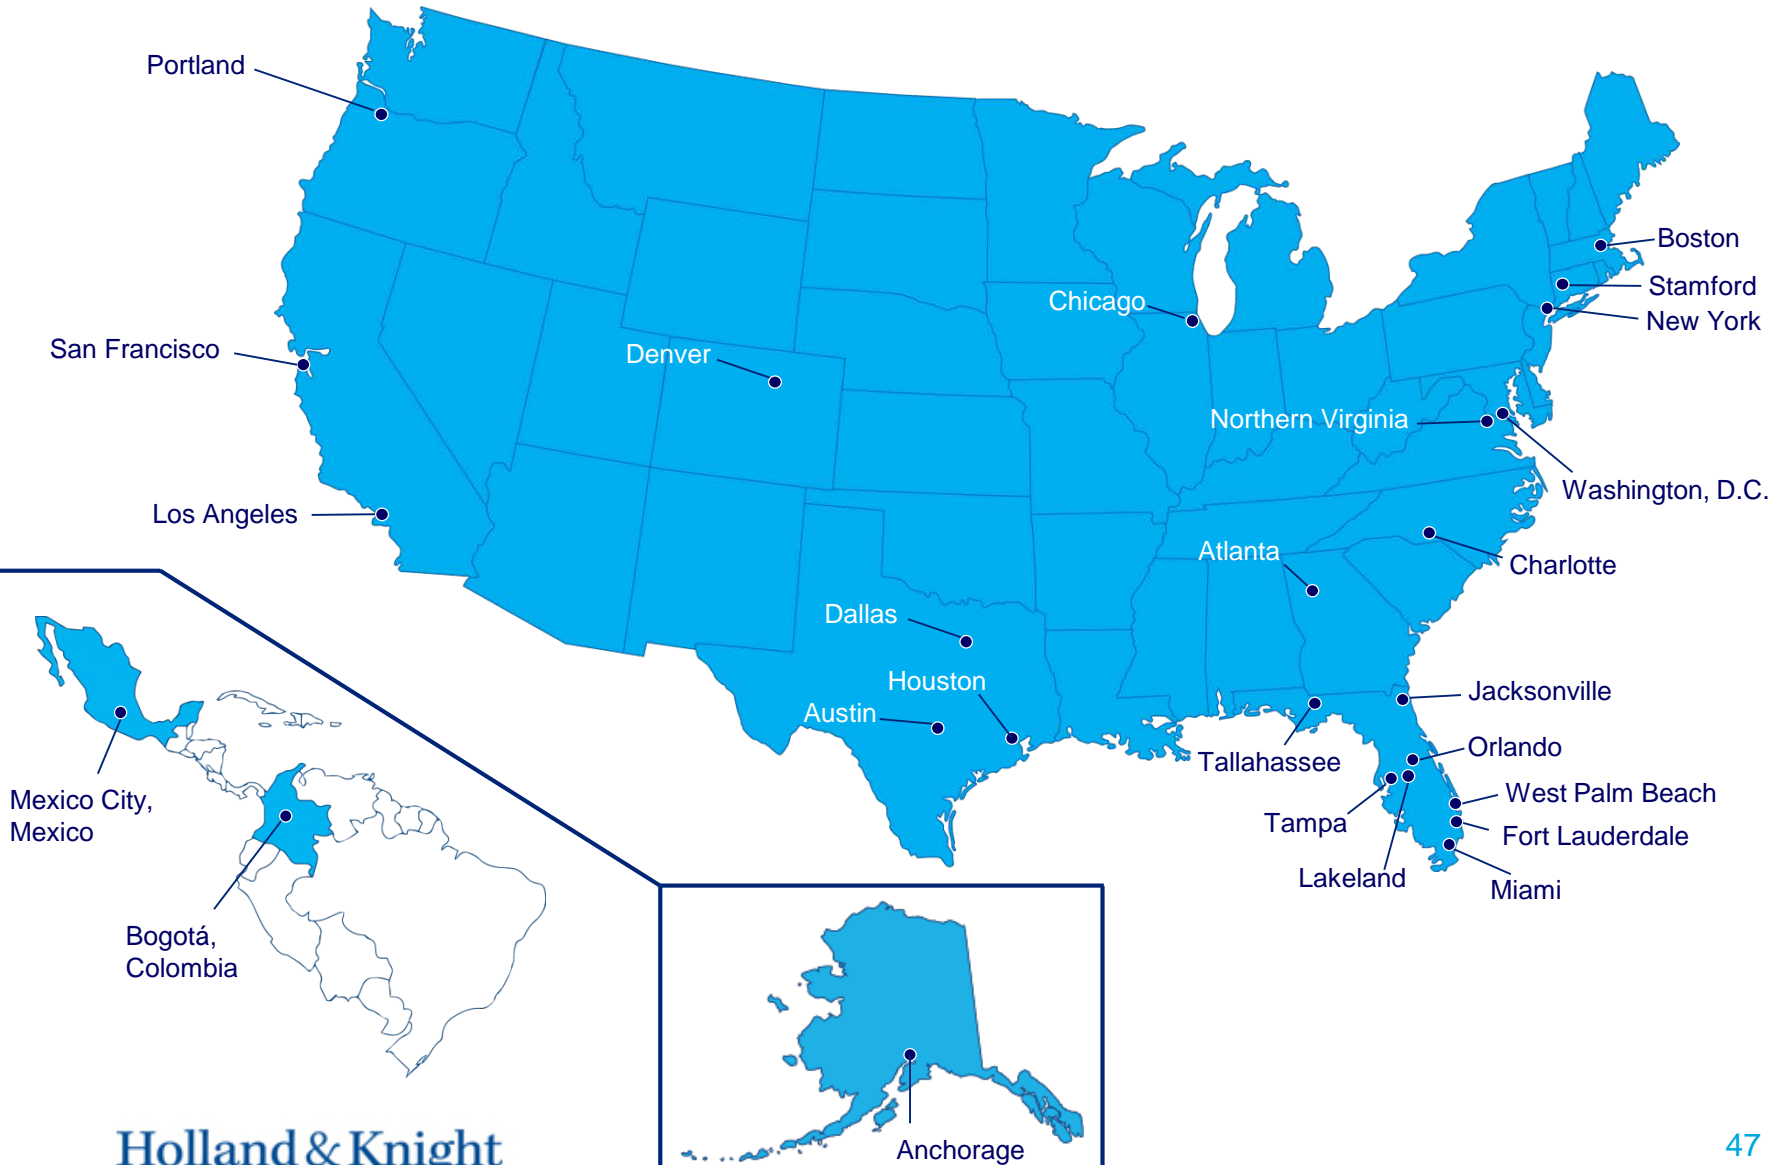 Portland
Boston
Stamford
Chicago
New York
San Francisco
Denver
Northern Virginia
Washington, D.C.
Los Angeles
Atlanta
Charlotte
Dallas
Houston
Jacksonville
Austin
Orlando
Tallahassee
West Palm Beach
Mexico City,
Mexico
Tampa
Fort Lauderdale
Lakeland
Miami
Bogotá,
Colombia
Anchorage
Holland & Knight
47